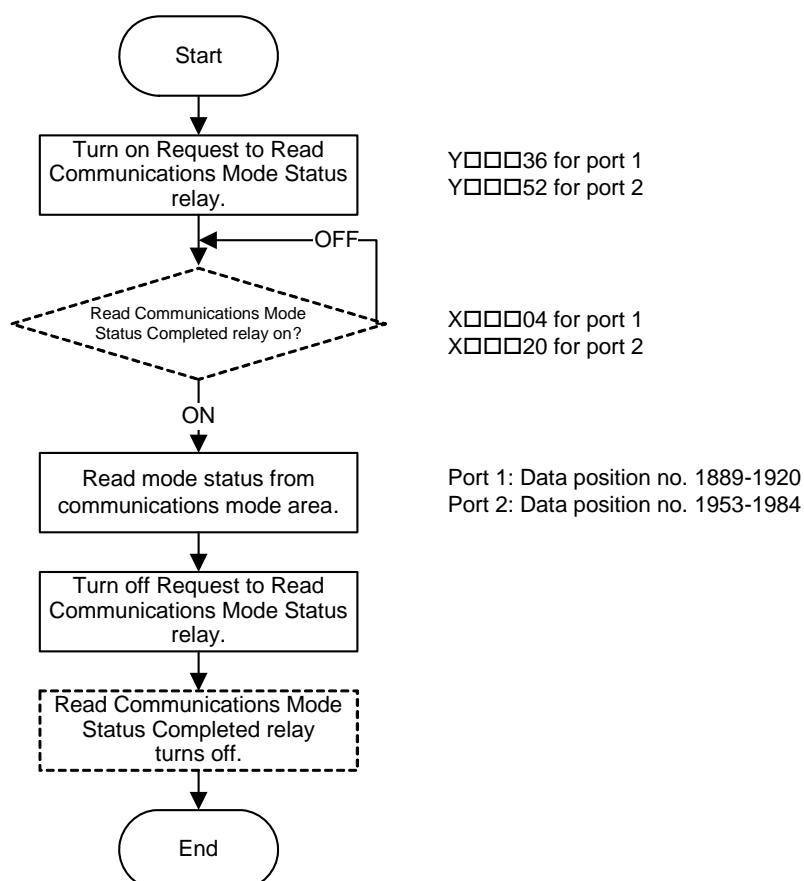 Start
Turn on Request to Read
Communications Mode Status
relay.
Y□□□36 for port 1
Y□□□52 for port 2
OFF
Read Communications Mode
Status Completed relay on?
X□□□04 for port 1
X□□□20 for port 2
ON
Read mode status from
communications mode area.
Port 1: Data position no. 1889-1920
Port 2: Data position no. 1953-1984
Turn off Request to Read
Communications Mode Status
relay.
Read Communications Mode
Status Completed relay
turns off.
End